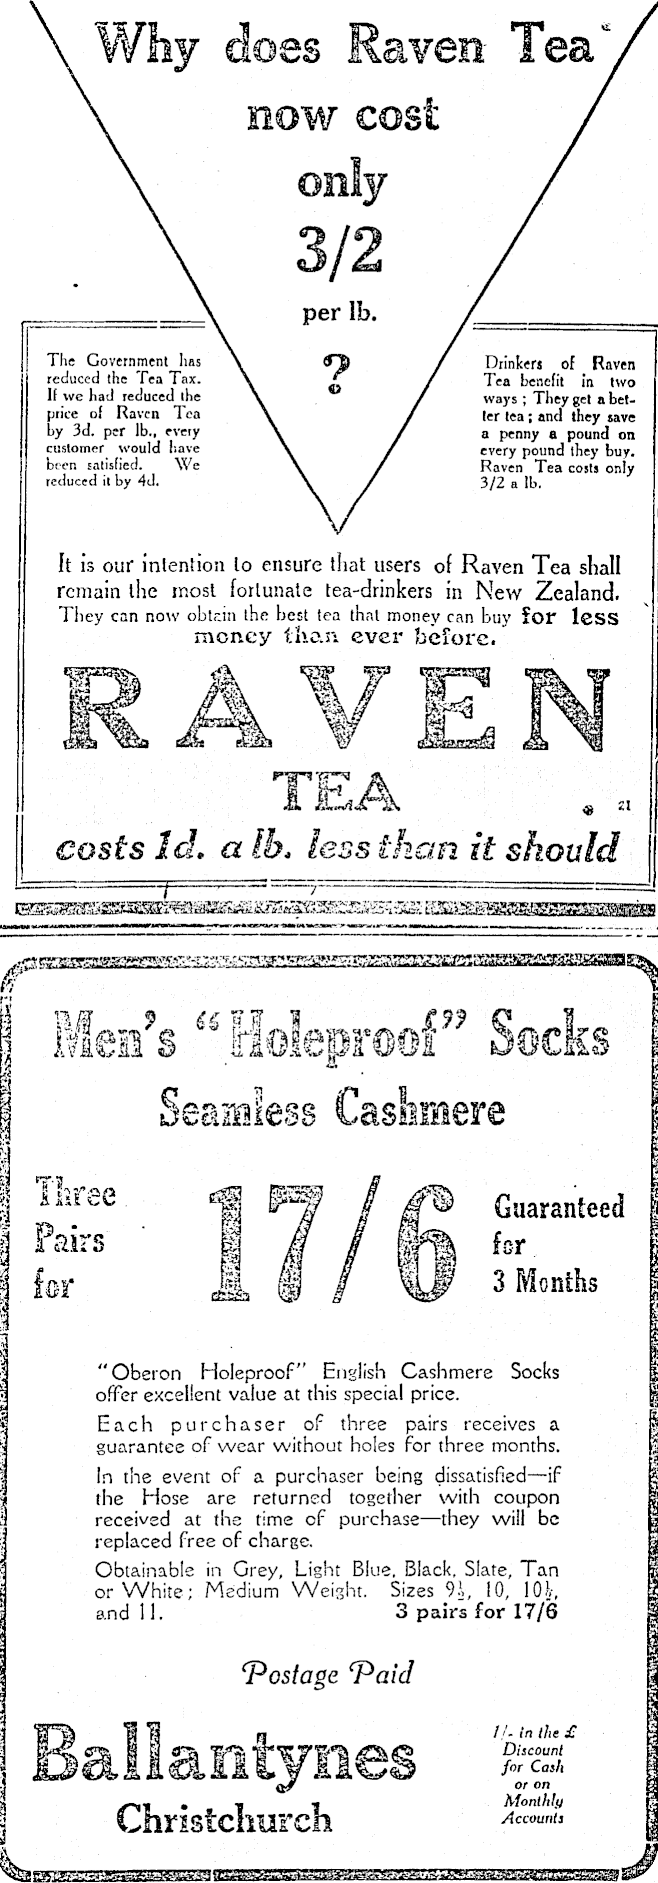 Why does Raven Tea
now cost
only
3/2
per lb.
?
The Government has
reduced the Tea Tax.
If we had reduced the
price of Raven Tea
by 3d. per lb., every
customer would have
been satisfied. We
reduced it by 4d.
Drinkers of Raven
Tea benefit in two
ways ; They get a bet-
ter tea ; and they save
a penny a pound on
every pound they buy.
Raven Tea costs only
3/2 a lb.
It is our intention to ensure that users of Raven Tea shall
remain the most fortunate tea-drinkers in New Zealand.
They can now obtain the best tea that money can buy for less
money than ever before.
RAVEN
TEA
21
costs 1d. a lb. less than it should
Men's "Holeproof" Socks
Seamless Cashmere
Three
Pairs
for
17/6
Guaranteed
for
3 Months
"Oberon Holeproof" English Cashmere Socks
offer excellent value at this special price.
Each purchaser of three pairs receives a
guarantee of wear without holes for three months.
In the event of a purchaser being dissatisfied—if
the Hose are returned together with coupon
received at the time of purchase—they will be
replaced free of charge.
Obtainable in Grey, Light Blue, Black, Slate, Tan
or White ; Medium Weight. Sizes 9½, 10, 10½,
and 11. 3 pairs for 17/6
Postage Paid
Ballantynes
Christchurch
1/- in the £
Discount
for Cash
or on
Monthly
Accounts